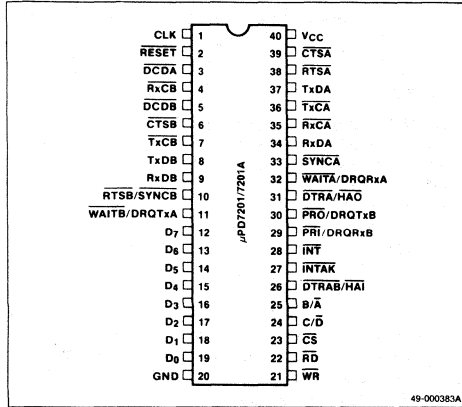 CLK 1 40 VCC
RESET 2 39 CTSA
DCDA 3 38 RTSA
RxCB 4 37 TxDA
DCDB 5 36 TxCA
CTSB 6 35 RxCA
TxCB 7 34 RxDA
TxDB 8 33 SYNCA
RxDB 9 32 WAITA/DRQRxA
RTSB/SYNCB 10 31 DTRA/HAO
WAITB/DRQTxA 11 30 PRO/DRQTxB
D7 12 29 PRI/DRQRxB
D6 13 28 INT
D5 14 27 INTAK
D4 15 26 DTRAB/HAI
D3 16 25 B/A
D2 17 24 C/D
D1 18 23 CS
D0 19 22 RD
GND 20 21 WR
μPD7201/7201A
49-000383A